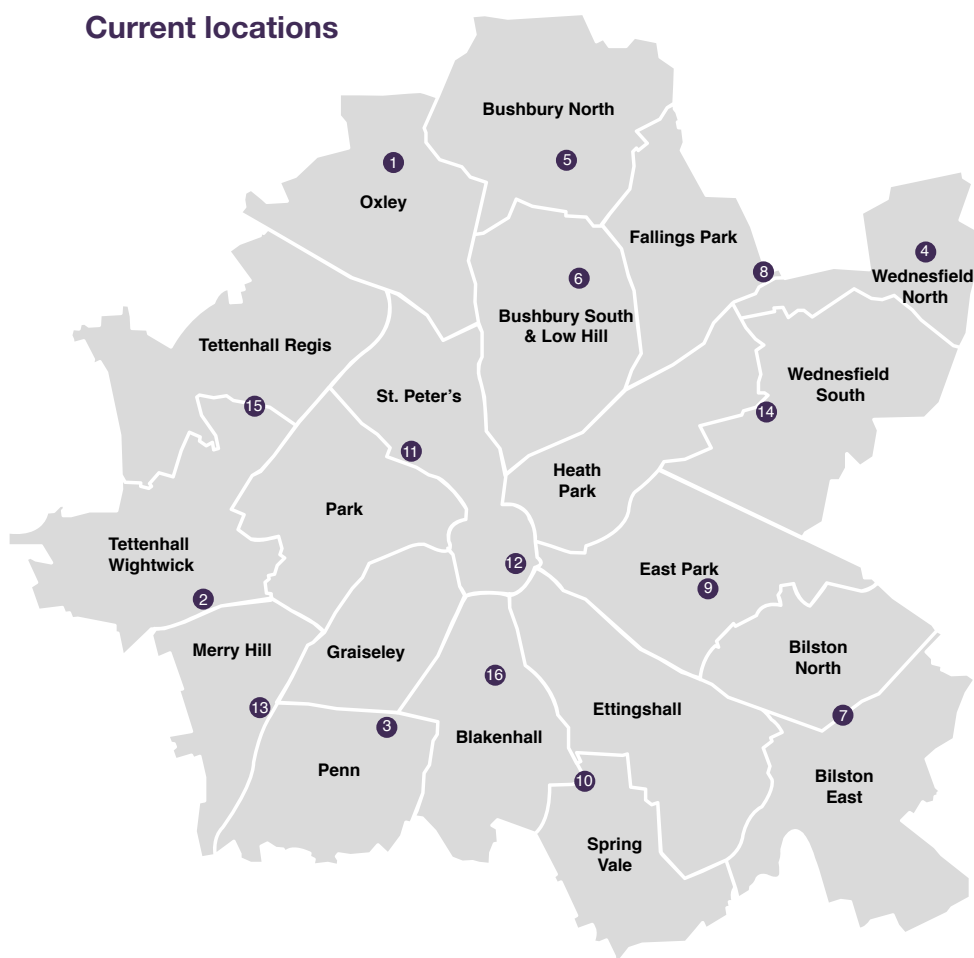 Current locations
Bushbury North
5
1
Oxley
Fallings Park
8
4
Wednesfield
North
6
Bushbury South
& Low Hill
Tettenhall Regis
15
St. Peter’s
11
Wednesfield
South
14
Heath
Park
Park
Tettenhall
Wightwick
2
12
East Park
9
Merry Hill
13
Graiseley
16
Blakenhall
Ettingshall
Bilston
North
7
3
Penn
10
Bilston
East
Spring
Vale